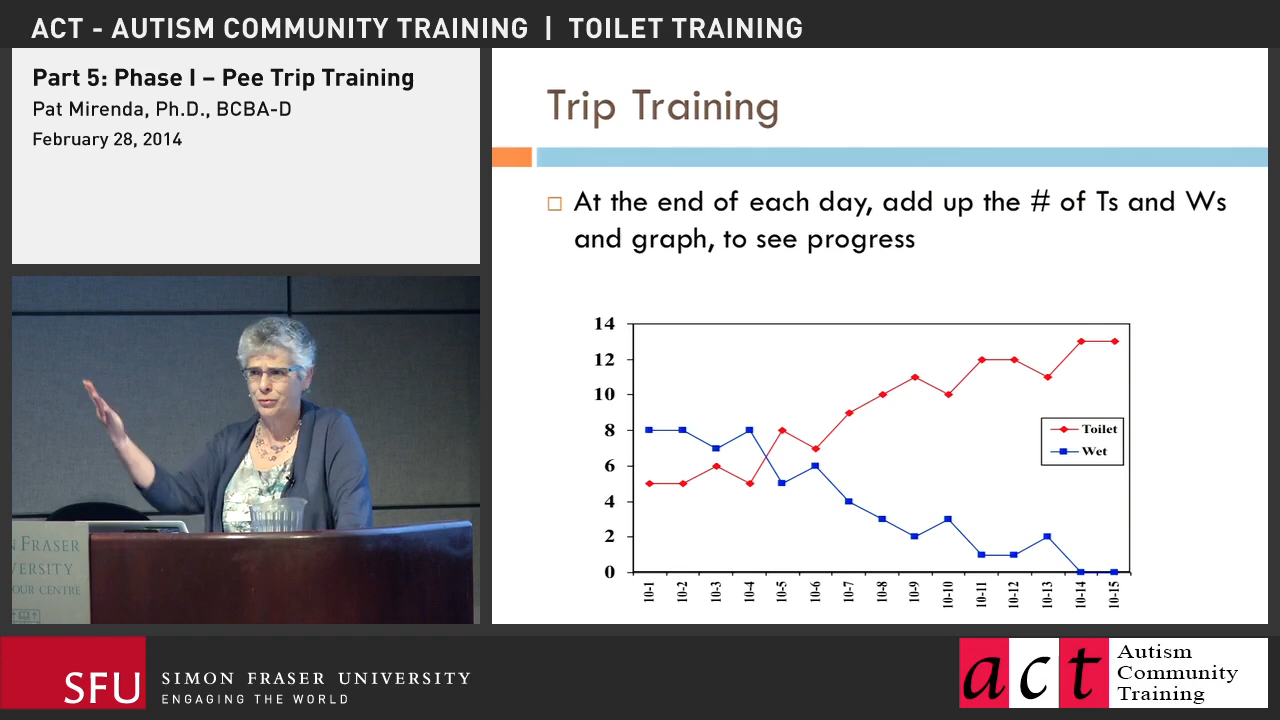 ACT - AUTISM COMMUNITY TRAINING | TOILET TRAINING
Part 5: Phase I – Pee Trip Training
Pat Mirenda, Ph.D., BCBA-D
February 28, 2014
Trip Training
At the end of each day, add up the # of Ts and Ws
and graph, to see progress
14
12
10
8
6
4
2
0
Toilet
Wet
10-1
10-2
10-3
10-4
10-5
10-6
10-7
10-8
10-9
10-10
10-11
10-12
10-13
10-14
10-15
FRASER
VERSITY
OUR CENTRE
SFU
SIMON FRASER UNIVERSITY
ENGAGING THE WORLD
act
Autism
Community
Training